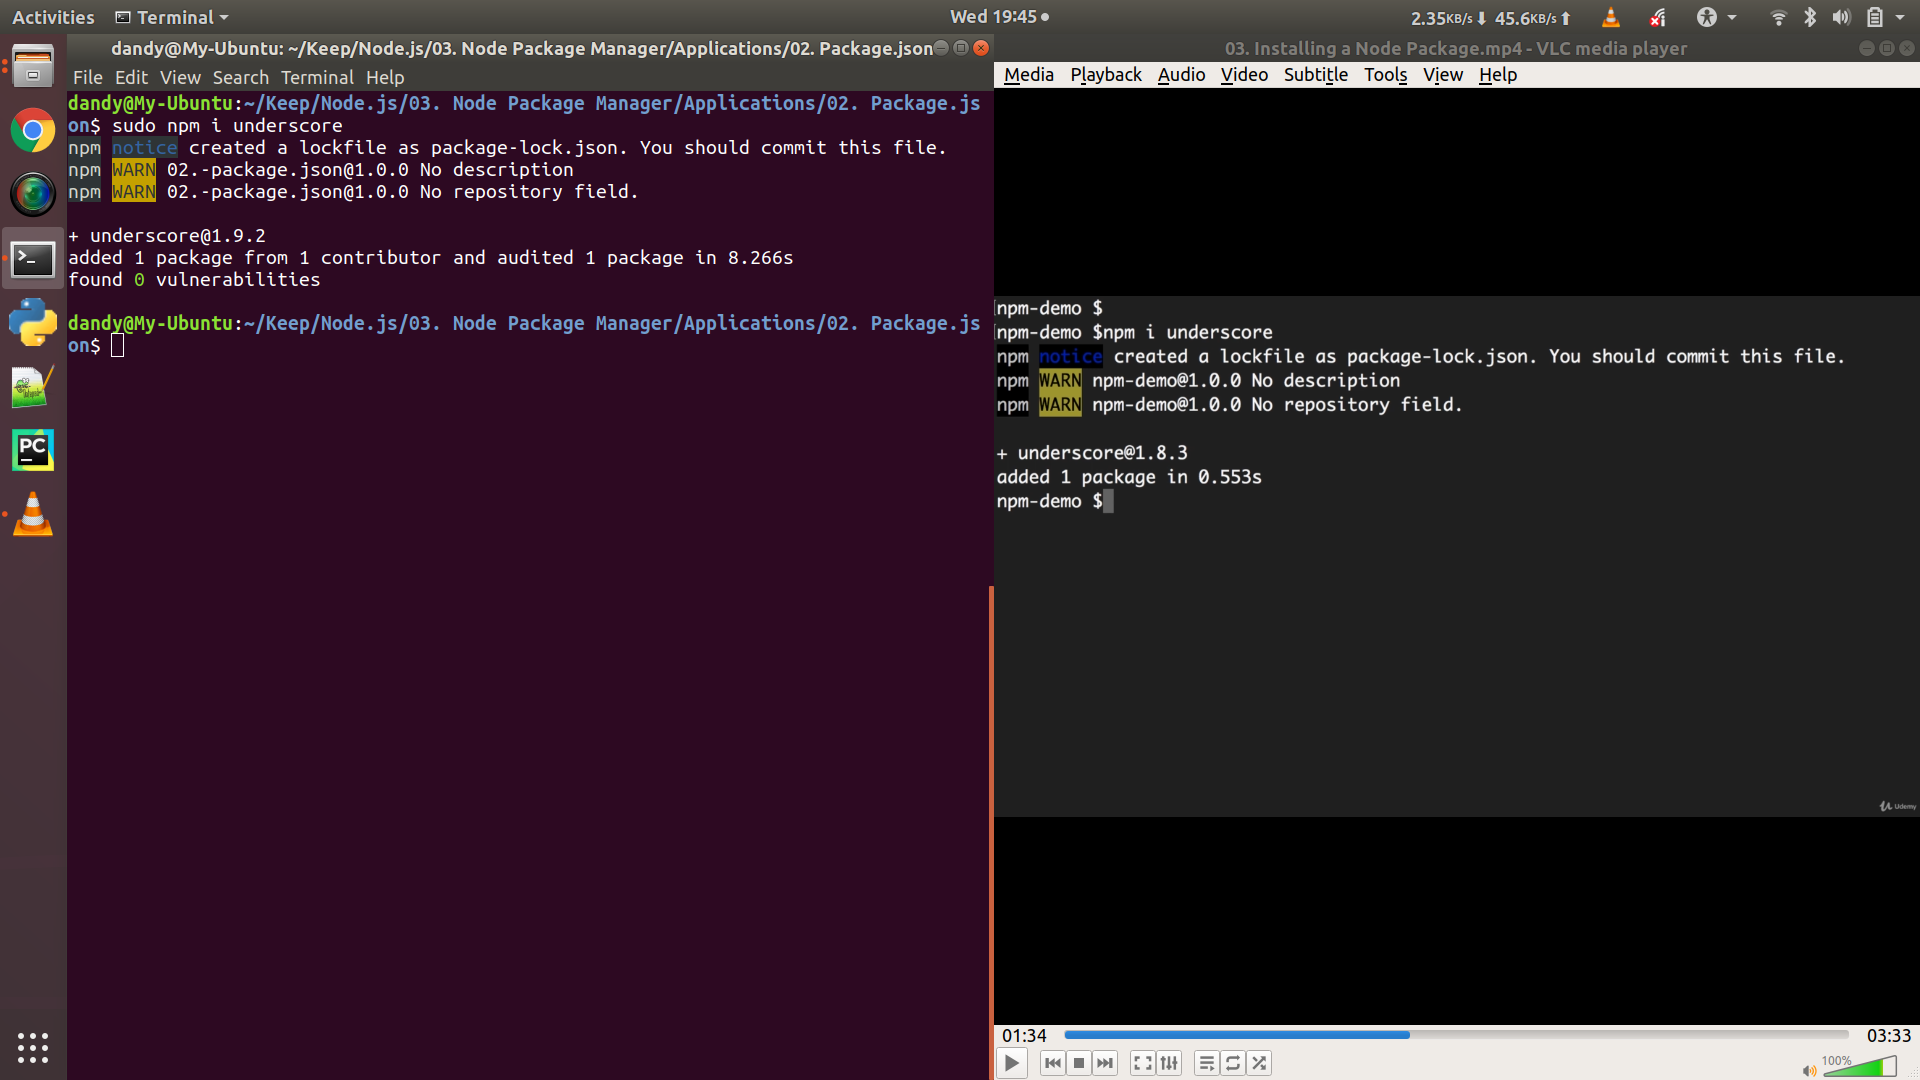 Activities
Terminal
Wed 19:45
2.35KB/s
45.6KB/s
dandy@My-Ubuntu: ~/Keep/Node.js/03. Node Package Manager/Applications/02. Package.json
File Edit View Search Terminal Help
dandy@My-Ubuntu:~/Keep/Node.js/03. Node Package Manager/Applications/02. Package.js
on$ sudo npm i underscore
npm notice created a lockfile as package-lock.json. You should commit this file.
npm WARN 02.-package.json@1.0.0 No description
npm WARN 02.-package.json@1.0.0 No repository field.
+ underscore@1.9.2
added 1 package from 1 contributor and audited 1 package in 8.266s
found 0 vulnerabilities
dandy@My-Ubuntu:~/Keep/Node.js/03. Node Package Manager/Applications/02. Package.js
on$
PC
03. Installing a Node Package.mp4 - VLC media player
Media Playback Audio Video Subtitle Tools View Help
npm-demo $
npm-demo $npm i underscore
npm notice created a lockfile as package-lock.json. You should commit this file.
npm WARN npm-demo@1.0.0 No description
npm WARN npm-demo@1.0.0 No repository field.
+ underscore@1.8.3
added 1 package in 0.553s
npm-demo $
Udemy
01:34
03:33
100%